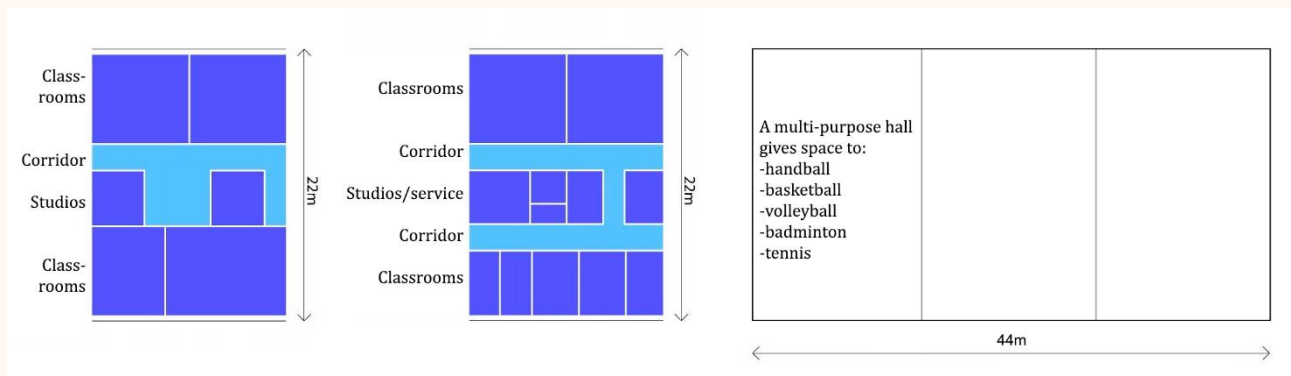 Class-
rooms
Corridor
Studios
Class-
rooms
22m
Classrooms
Corridor
Studios/service
Corridor
Classrooms
22m
A multi-purpose hall
gives space to:
-handball
-basketball
-volleyball
-badminton
-tennis
44m